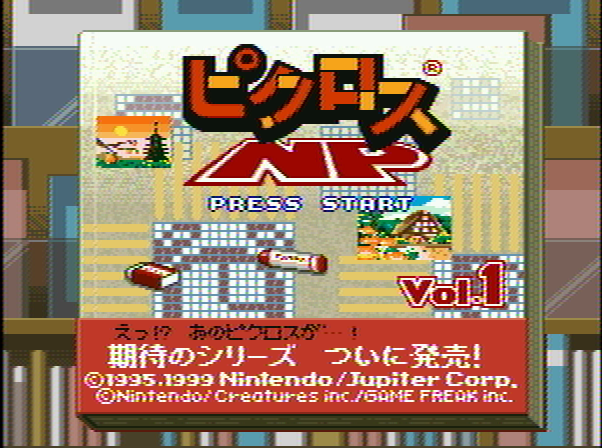 ピクロス®
NP
PRESS START
Vol.1
えっ!? あのピクロスが…!
期待のシリーズ ついに発売!
©1995,1999 Nintendo/Jupiter Corp.
©Nintendo/Creatures inc./GAME FREAK inc.